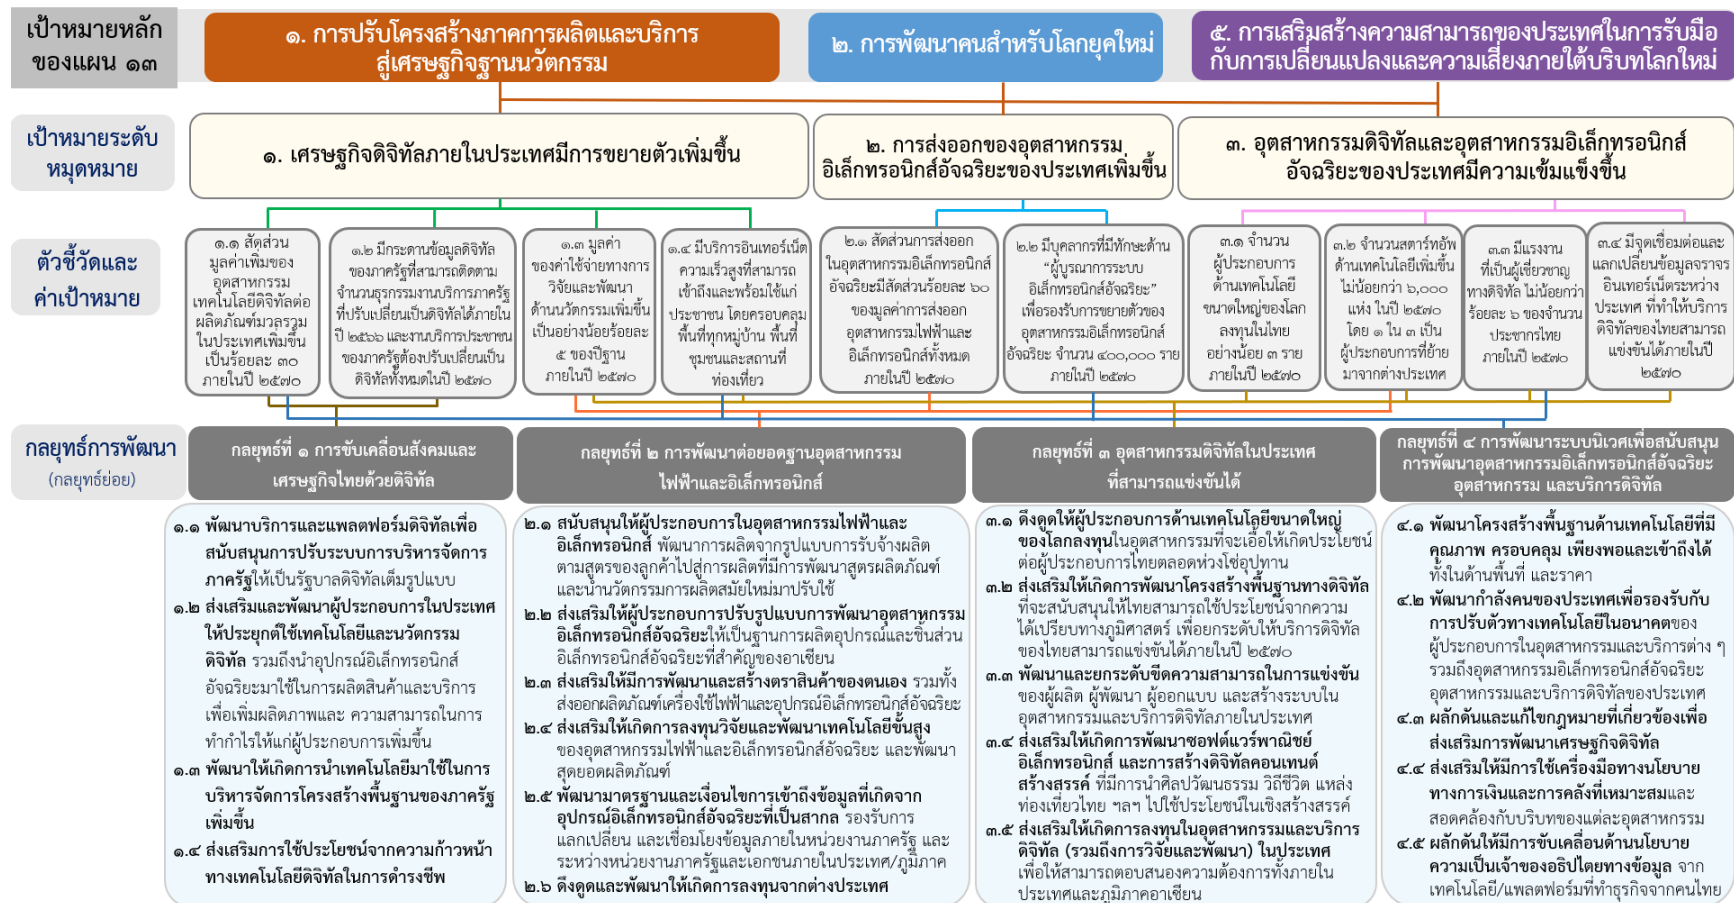 เป้าหมายหลัก
ของแผน ๑๓
๑. การปรับโครงสร้างภาคการผลิตและบริการ
สู่เศรษฐกิจฐานนวัตกรรม
๒. การพัฒนาคนสำหรับโลกยุคใหม่
๕. การเสริมสร้างความสามารถของประเทศในการรับมือ
กับการเปลี่ยนแปลงและความเสี่ยงภายใต้บริบทโลกใหม่
เป้าหมายระดับ
หมุดหมาย
๑. เศรษฐกิจดิจิทัลภายในประเทศมีการขยายตัวเพิ่มขึ้น
๒. การส่งออกของอุตสาหกรรม
อิเล็กทรอนิกส์อัจฉริยะของประเทศเพิ่มขึ้น
๓. อุตสาหกรรมดิจิทัลและอุตสาหกรรมอิเล็กทรอนิกส์
อัจฉริยะของประเทศมีความเข้มแข็งขึ้น
ตัวชี้วัดและ
ค่าเป้าหมาย
๑.๑ สัดส่วน
มูลค่าเพิ่มของ
อุตสาหกรรม
เทคโนโลยีดิจิทัลต่อ
ผลิตภัณฑ์มวลรวม
ในประเทศเพิ่มขึ้น
เป็นร้อยละ ๓๐
ภายในปี ๒๕๗๐
๑.๒ มีกระดานข้อมูลดิจิทัล
ของภาครัฐที่สามารถติดตาม
จำนวนธุรกรรมงานบริการภาครัฐ
ที่ปรับเปลี่ยนเป็นดิจิทัลได้ภายใน
ปี ๒๕๖๖ และงานบริการประชาชน
ของภาครัฐต้องปรับเปลี่ยนเป็น
ดิจิทัลทั้งหมดในปี ๒๕๗๐
๑.๓ มูลค่า
ของค่าใช้จ่ายทางการ
วิจัยและพัฒนา
ด้านนวัตกรรมเพิ่มขึ้น
เป็นอย่างน้อยร้อยละ
๕ ของปีฐาน
ภายในปี ๒๕๗๐
๑.๔ มีบริการอินเทอร์เน็ต
ความเร็วสูงที่สามารถ
เข้าถึงและพร้อมใช้แก่
ประชาชน โดยครอบคลุม
พื้นที่ทุกหมู่บ้าน พื้นที่
ชุมชนและสถานที่
ท่องเที่ยว
๒.๑ สัดส่วนการส่งออก
ในอุตสาหกรรมอิเล็กทรอนิกส์
อัจฉริยะมีสัดส่วนร้อยละ ๖๐
ของมูลค่าการส่งออก
อุตสาหกรรมไฟฟ้าและ
อิเล็กทรอนิกส์ทั้งหมด
ภายในปี ๒๕๗๐
๒.๒ มีบุคลากรที่มีทักษะด้าน
“ผู้บูรณาการระบบ
อิเล็กทรอนิกส์อัจฉริยะ”
เพื่อรองรับการขยายตัวของ
อุตสาหกรรมอิเล็กทรอนิกส์
อัจฉริยะ จำนวน ๔๐๐,๐๐๐ ราย
ภายในปี ๒๕๗๐
๓.๑ จำนวน
ผู้ประกอบการ
ด้านเทคโนโลยี
ขนาดใหญ่ของโลก
ลงทุนในไทย
อย่างน้อย ๓ ราย
ภายในปี ๒๕๗๐
๓.๒ จำนวนสตาร์ทอัพ
ด้านเทคโนโลยีเพิ่มขึ้น
ไม่น้อยกว่า ๖,๐๐๐
แห่ง ในปี ๒๕๗๐
โดย ๑ ใน ๓ เป็น
ผู้ประกอบการที่ย้าย
มาจากต่างประเทศ
๓.๓ มีแรงงาน
ที่เป็นผู้เชี่ยวชาญ
ทางดิจิทัล ไม่น้อยกว่า
ร้อยละ ๖ ของจำนวน
ประชากรไทย
ภายในปี ๒๕๗๐
๓.๔ มีจุดเชื่อมต่อและ
แลกเปลี่ยนข้อมูลจราจร
อินเทอร์เน็ตระหว่าง
ประเทศ ที่ทำให้บริการ
ดิจิทัลของไทยสามารถ
แข่งขันได้ภายในปี
๒๕๗๐
กลยุทธ์การพัฒนา
(กลยุทธ์ย่อย)
กลยุทธ์ที่ ๑ การขับเคลื่อนสังคมและ
เศรษฐกิจไทยด้วยดิจิทัล
กลยุทธ์ที่ ๒ การพัฒนาต่อยอดฐานอุตสาหกรรม
ไฟฟ้าและอิเล็กทรอนิกส์
กลยุทธ์ที่ ๓ อุตสาหกรรมดิจิทัลในประเทศ
ที่สามารถแข่งขันได้
กลยุทธ์ที่ ๔ การพัฒนาระบบนิเวศเพื่อสนับสนุน
การพัฒนาอุตสาหกรรมอิเล็กทรอนิกส์อัจฉริยะ
อุตสาหกรรม และบริการดิจิทัล
๑.๑ พัฒนาบริการและแพลตฟอร์มดิจิทัลเพื่อ
สนับสนุนการปรับระบบการบริหารจัดการ
ภาครัฐให้เป็นรัฐบาลดิจิทัลเต็มรูปแบบ
๑.๒ ส่งเสริมและพัฒนาผู้ประกอบการในประเทศ
ให้ประยุกต์ใช้เทคโนโลยีและนวัตกรรม
ดิจิทัล รวมถึงนำอุปกรณ์อิเล็กทรอนิกส์
อัจฉริยะมาใช้ในการผลิตสินค้าและบริการ
เพื่อเพิ่มผลิตภาพและ ความสามารถในการ
ทำกำไรให้แก่ผู้ประกอบการเพิ่มขึ้น
๑.๓ พัฒนาให้เกิดการนำเทคโนโลยีมาใช้ในการ
บริหารจัดการโครงสร้างพื้นฐานของภาครัฐ
เพิ่มขึ้น
๑.๔ ส่งเสริมการใช้ประโยชน์จากความก้าวหน้า
ทางเทคโนโลยีดิจิทัลในการดำรงชีพ
๒.๑ สนับสนุนให้ผู้ประกอบการในอุตสาหกรรมไฟฟ้าและ
อิเล็กทรอนิกส์ พัฒนาการผลิตจากรูปแบบการรับจ้างผลิต
ตามสูตรของลูกค้าไปสู่การผลิตที่มีการพัฒนาสูตรผลิตภัณฑ์
และนำนวัตกรรมการผลิตสมัยใหม่มาปรับใช้
๒.๒ ส่งเสริมให้ผู้ประกอบการปรับรูปแบบการพัฒนาอุตสาหกรรม
อิเล็กทรอนิกส์อัจฉริยะให้เป็นฐานการผลิตอุปกรณ์และชิ้นส่วน
อิเล็กทรอนิกส์อัจฉริยะที่สำคัญของอาเซียน
๒.๓ ส่งเสริมให้มีการพัฒนาและสร้างตราสินค้าของตนเอง รวมทั้ง
ส่งออกผลิตภัณฑ์เครื่องใช้ไฟฟ้าและอุปกรณ์อิเล็กทรอนิกส์อัจฉริยะ
๒.๔ ส่งเสริมให้เกิดการลงทุนวิจัยและพัฒนาเทคโนโลยีขั้นสูง
ของอุตสาหกรรมไฟฟ้าและอิเล็กทรอนิกส์อัจฉริยะ และพัฒนา
สุดยอดผลิตภัณฑ์
๒.๕ พัฒนามาตรฐานและเงื่อนไขการเข้าถึงข้อมูลที่เกิดจาก
อุปกรณ์อิเล็กทรอนิกส์อัจฉริยะที่เป็นสากล รองรับการ
แลกเปลี่ยน และเชื่อมโยงข้อมูลภายในหน่วยงานภาครัฐ และ
ระหว่างหน่วยงานภาครัฐและเอกชนภายในประเทศ/ภูมิภาค
๒.๖ ดึงดูดและพัฒนาให้เกิดการลงทุนจากต่างประเทศ
๓.๑ ดึงดูดให้ผู้ประกอบการด้านเทคโนโลยีขนาดใหญ่
ของโลกลงทุนในอุตสาหกรรมที่จะเอื้อให้เกิดประโยชน์
ต่อผู้ประกอบการไทยตลอดห่วงโซ่อุปทาน
๓.๒ ส่งเสริมให้เกิดการพัฒนาโครงสร้างพื้นฐานทางดิจิทัล
ที่จะสนับสนุนให้ไทยสามารถใช้ประโยชน์จากความ
ได้เปรียบทางภูมิศาสตร์ เพื่อยกระดับให้บริการดิจิทัล
ของไทยสามารถแข่งขันได้ภายในปี ๒๕๗๐
๓.๓ พัฒนาและยกระดับขีดความสามารถในการแข่งขัน
ของผู้ผลิต ผู้พัฒนา ผู้ออกแบบ และสร้างระบบใน
อุตสาหกรรมและบริการดิจิทัลภายในประเทศ
๓.๔ ส่งเสริมให้เกิดการพัฒนาซอฟต์แวร์พาณิชย์
อิเล็กทรอนิกส์ และการสร้างดิจิทัลคอนเทนต์
สร้างสรรค์ ที่มีการนำศิลปวัฒนธรรม วิถีชีวิต แหล่ง
ท่องเที่ยวไทย ฯลฯ ไปใช้ประโยชน์ในเชิงสร้างสรรค์
๓.๕ ส่งเสริมให้เกิดการลงทุนในอุตสาหกรรมและบริการ
ดิจิทัล (รวมถึงการวิจัยและพัฒนา) ในประเทศ
เพื่อให้สามารถตอบสนองความต้องการทั้งภายใน
ประเทศและภูมิภาคอาเซียน
๔.๑ พัฒนาโครงสร้างพื้นฐานด้านเทคโนโลยีที่มี
คุณภาพ ครอบคลุม เพียงพอและเข้าถึงได้
ทั้งในด้านพื้นที่ และราคา
๔.๒ พัฒนากำลังคนของประเทศเพื่อรองรับกับ
การปรับตัวทางเทคโนโลยีในอนาคตของ
ผู้ประกอบการในอุตสาหกรรมและบริการต่าง ๆ
รวมถึงอุตสาหกรรมอิเล็กทรอนิกส์อัจฉริยะ
อุตสาหกรรมและบริการดิจิทัลของประเทศ
๔.๓ ผลักดันและแก้ไขกฎหมายที่เกี่ยวข้องเพื่อ
ส่งเสริมการพัฒนาเศรษฐกิจดิจิทัล
๔.๔ ส่งเสริมให้มีการใช้เครื่องมือทางนโยบาย
ทางการเงินและการคลังที่เหมาะสมและ
สอดคล้องกับบริบทของแต่ละอุตสาหกรรม
๔.๕ ผลักดันให้มีการขับเคลื่อนด้านนโยบาย
ความเป็นเจ้าของอธิปไตยทางข้อมูล จาก
เทคโนโลยี/แพลตฟอร์มที่ทำธุรกิจจากคนไทย